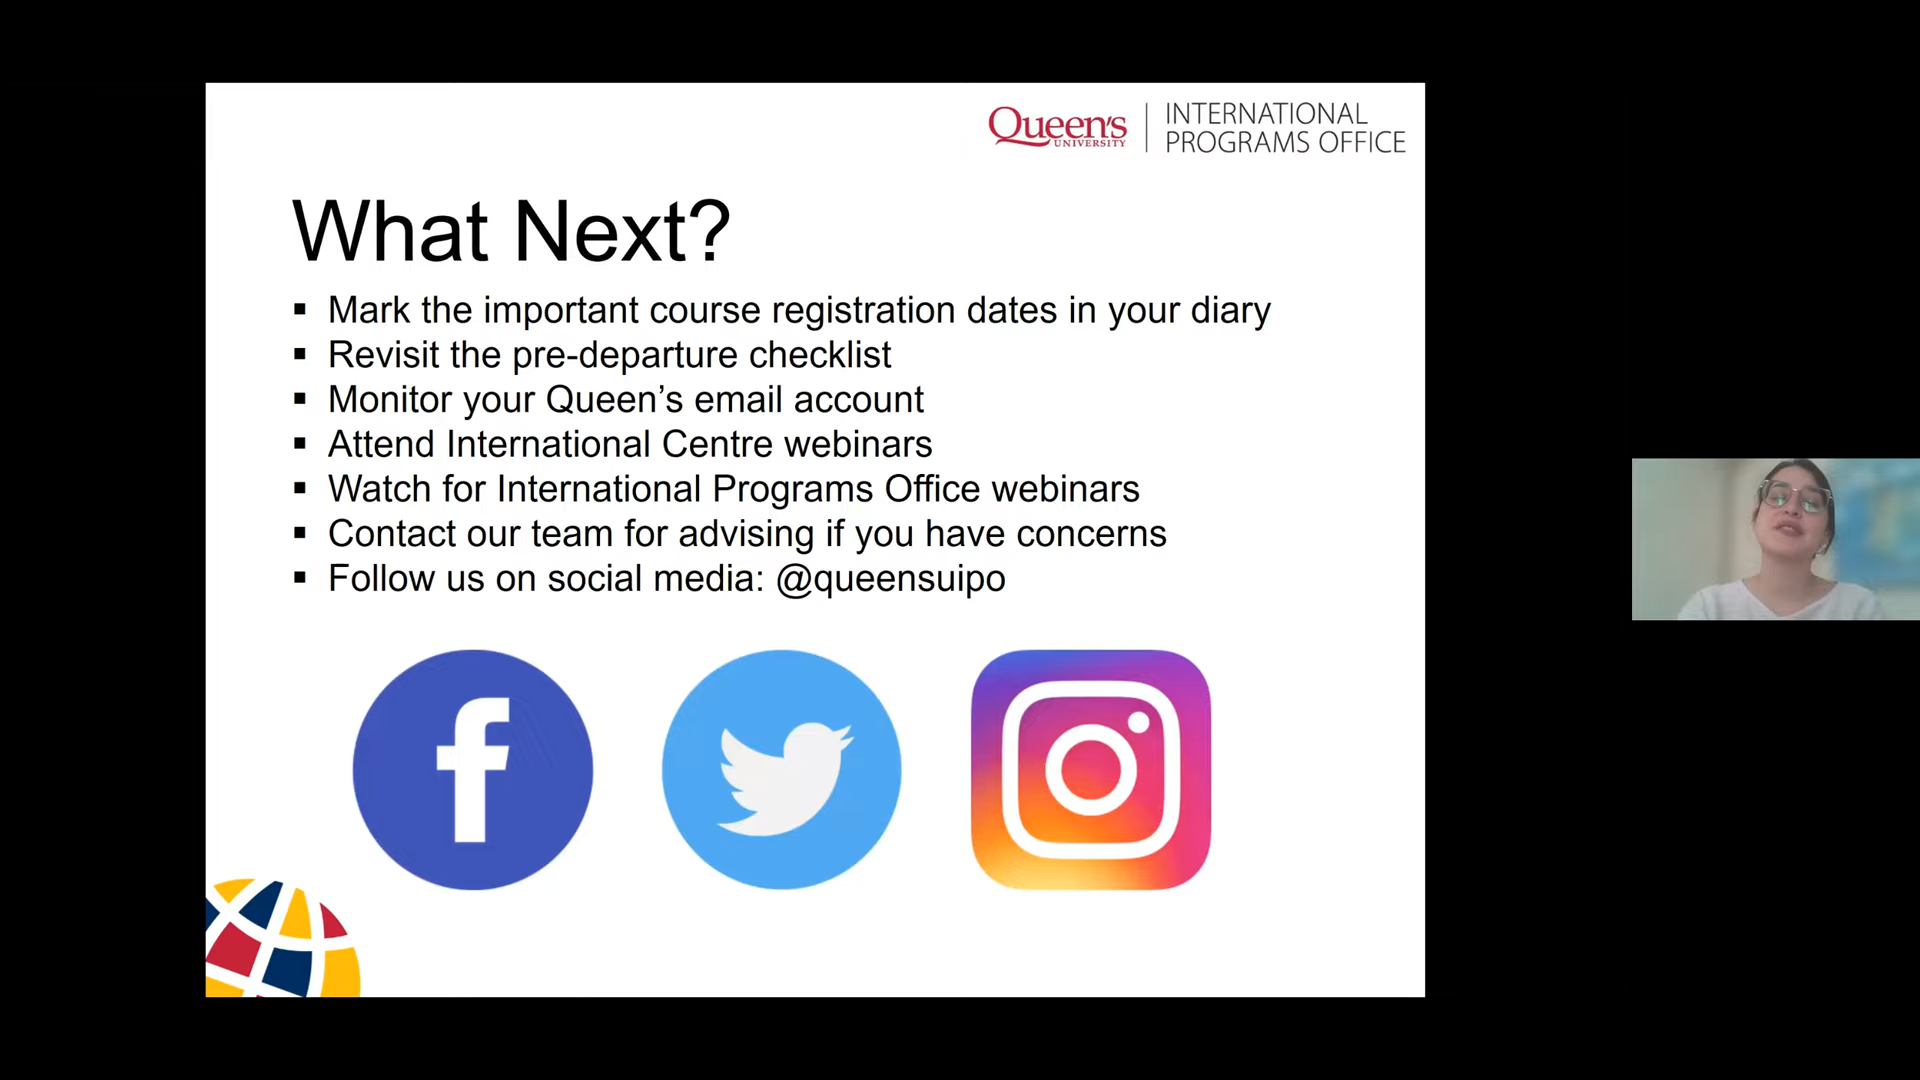 Queen's
UNIVERSITY
INTERNATIONAL
PROGRAMS OFFICE
What Next?
▪ Mark the important course registration dates in your diary
▪ Revisit the pre-departure checklist
▪ Monitor your Queen’s email account
▪ Attend International Centre webinars
▪ Watch for International Programs Office webinars
▪ Contact our team for advising if you have concerns
▪ Follow us on social media: @queensuipo